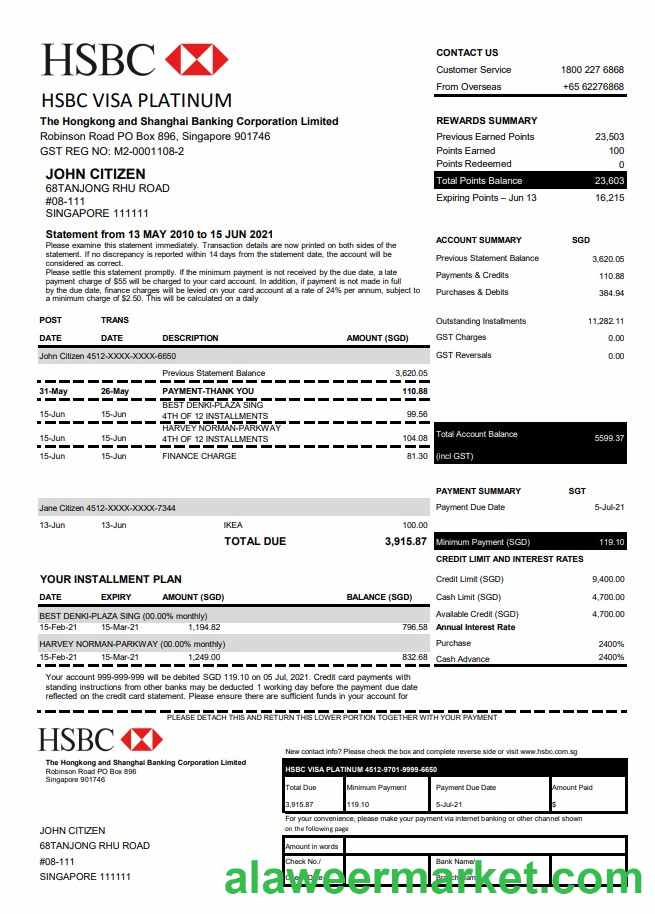 HSBC
HSBC VISA PLATINUM
The Hongkong and Shanghai Banking Corporation Limited
Robinson Road PO Box 896, Singapore 901746
GST REG NO: M2-0001108-2
JOHN CITIZEN
68TANJONG RHU ROAD
#08-111
SINGAPORE 111111
Statement from 13 MAY 2010 to 15 JUN 2021
Please examine this statement immediately. Transaction details are now printed on both sides of the
statement. If no discrepancy is reported within 14 days from the statement date, the account will be
considered as correct.
Please settle this statement promptly. If the minimum payment is not received by the due date, a late
payment charge of $55 will be charged to your card account. In addition, if payment is not made in full
by the due date, finance charges will be levied on your card account at a rate of 24% per annum, subject to
a minimum charge of $2.50. This will be calculated on a daily
POST TRANS
DATE DATE DESCRIPTION AMOUNT (SGD)
John Citizen 4512-XXXX-XXXX-6650
Previous Statement Balance 3,620.05
31-May 26-May PAYMENT-THANK YOU 110.88
BEST DENKI-PLAZA SING
15-Jun 15-Jun 4TH OF 12 INSTALLMENTS 99.56
HARVEY NORMAN-PARKWAY
15-Jun 15-Jun 4TH OF 12 INSTALLMENTS 104.08
15-Jun 15-Jun FINANCE CHARGE 81.30
Jane Citizen 4512-XXXX-XXXX-7344
13-Jun 13-Jun IKEA 100.00
TOTAL DUE 3,915.87
YOUR INSTALLMENT PLAN
DATE EXPIRY AMOUNT (SGD) BALANCE (SGD)
BEST DENKI-PLAZA SING (00.00% monthly)
15-Feb-21 15-Mar-21 1,194.82 796.58
HARVEY NORMAN-PARKWAY (00.00% monthly)
15-Feb-21 15-Mar-21 1,249.00 832.68
Your account 999-999-999 will be debited SGD 119.10 on 05 Jul, 2021. Credit card payments with
standing instructions from other banks may be deducted 1 working day before the payment due date
reflected on the credit card statement. Please ensure there are sufficient funds in your account for
CONTACT US
Customer Service 1800 227 6868
From Overseas +65 62276868
REWARDS SUMMARY
Previous Earned Points 23,503
Points Earned 100
Points Redeemed 0
Total Points Balance 23,603
Expiring Points – Jun 13 16,215
ACCOUNT SUMMARY SGD
Previous Statement Balance 3,620.05
Payments & Credits 110.88
Purchases & Debits 384.94
Outstanding Installments 11,282.11
GST Charges 0.00
GST Reversals 0.00
Total Account Balance 5599.37
(incl GST)
PAYMENT SUMMARY SGT
Payment Due Date 5-Jul-21
Minimum Payment (SGD) 119.10
CREDIT LIMIT AND INTEREST RATES
Credit Limit (SGD) 9,400.00
Cash Limit (SGD) 4,700.00
Available Credit (SGD) 4,700.00
Annual Interest Rate
Purchase 2400%
Cash Advance 2400%
PLEASE DETACH THIS AND RETURN THIS LOWER PORTION TOGETHER WITH YOUR PAYMENT
HSBC
The Hongkong and Shanghai Banking Corporation Limited
Robinson Road PO Box 896
Singapore 901746
JOHN CITIZEN
68TANJONG RHU ROAD
#08-111
SINGAPORE 111111
New contact info? Please check the box and complete reverse side or visit www.hsbc.com.sg
HSBC VISA PLATINUM 4512-9701-9999-6650
Total Due Minimum Payment Payment Due Date Amount Paid
3,915.87 119.10 5-Jul-21 $
For your convenience, please make your payment via internet banking or other channel shown
on the following page
Amount in words
Check No./ Bank Name/
alaweermarket.com